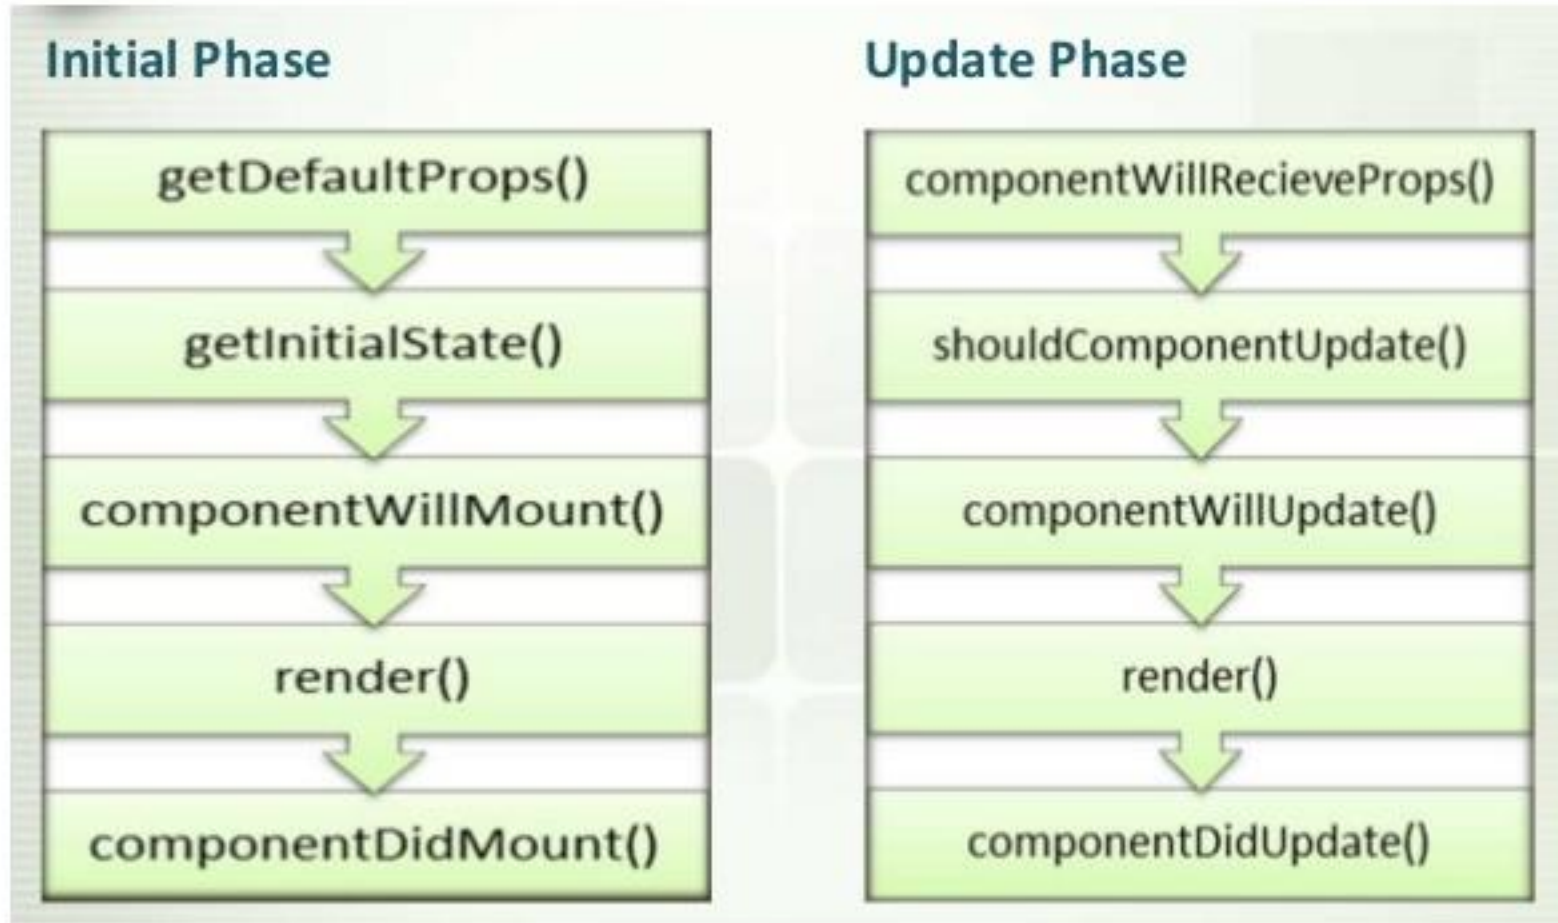 Initial Phase
getDefaultProps()
getInitialState()
componentWillMount()
render()
componentDidMount()
Update Phase
componentWillRecieveProps()
shouldComponentUpdate()
componentWillUpdate()
render()
componentDidUpdate()